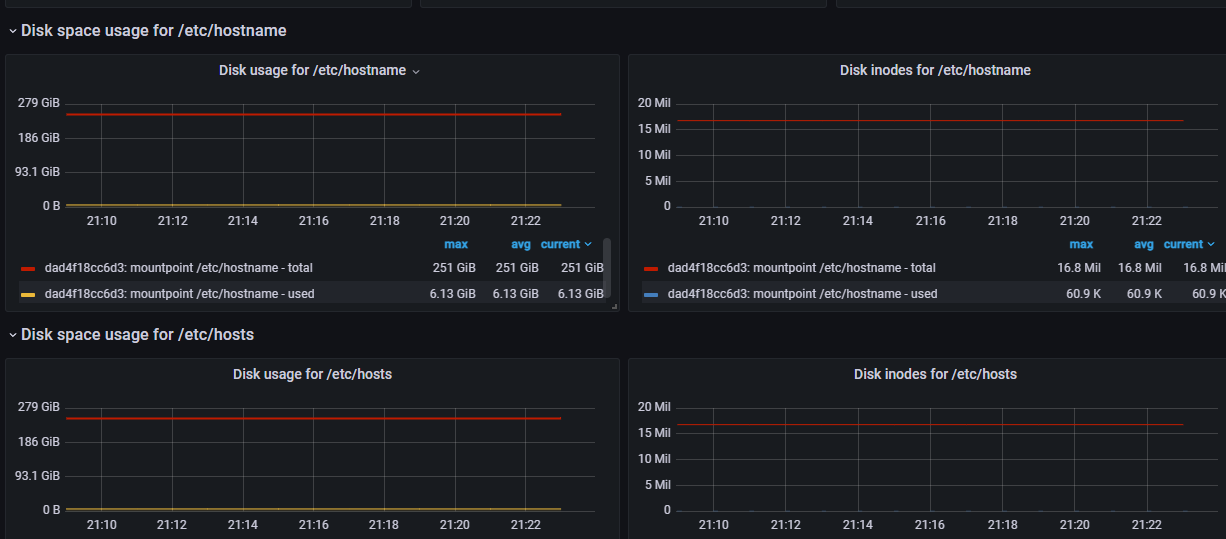 Disk space usage for /etc/hostname
Disk usage for /etc/hostname
279 GiB
186 GiB
93.1 GiB
0 B
21:10 21:12 21:14 21:16 21:18 21:20 21:22
max avg current
dad4f18cc6d3: mountpoint /etc/hostname - total 251 GiB 251 GiB 251 GiB
dad4f18cc6d3: mountpoint /etc/hostname - used 6.13 GiB 6.13 GiB 6.13 GiB
Disk inodes for /etc/hostname
20 Mil
15 Mil
10 Mil
5 Mil
0
21:10 21:12 21:14 21:16 21:18 21:20 21:22
max avg current
dad4f18cc6d3: mountpoint /etc/hostname - total 16.8 Mil 16.8 Mil 16.8 Mil
dad4f18cc6d3: mountpoint /etc/hostname - used 60.9 K 60.9 K 60.9 K
Disk space usage for /etc/hosts
Disk usage for /etc/hosts
279 GiB
186 GiB
93.1 GiB
0 B
21:10 21:12 21:14 21:16 21:18 21:20 21:22
Disk inodes for /etc/hosts
20 Mil
15 Mil
10 Mil
5 Mil
0
21:10 21:12 21:14 21:16 21:18 21:20 21:22